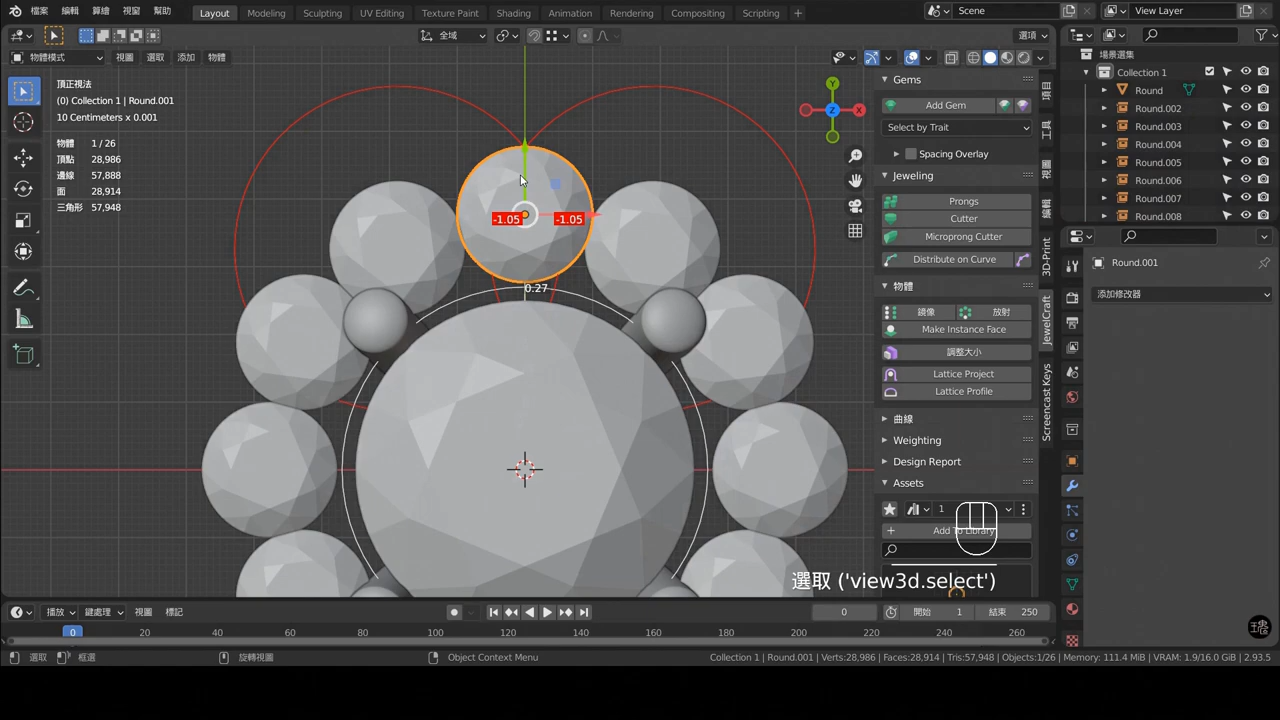 檔案 編輯 算繪 視窗 幫助 Layout Modeling Sculpting UV Editing Texture Paint Shading Animation Rendering Compositing Scripting + Scene View Layer
全域 選項
物體模式 檢視 選取 添加 物體
頂正視法
(0) Collection 1 | Round.001
10 Centimeters x 0.001
物體 1 / 26
頂點 28,986
邊 57,888
面 28,914
三角形 57,948
-1.05 -1.05
0.27
Y
X
Z
Gems
Add Gem
Select by Trait
Spacing Overlay
Jeweling
Prongs
Cutter
Microprong Cutter
Distribute on Curve
物體
鏡像 放射
Make Instance Face
調整大小
Lattice Project
Lattice Profile
曲線
Weighting
Design Report
Assets
1
Add To Library
項目
工具
視圖
編輯
3D-Print
JewelCraft
Screencast Keys
場景選集
Collection 1
Round
Round.002
Round.003
Round.004
Round.005
Round.006
Round.007
Round.008
Round.001
添加修改器
選取 ('view3d.select')
播放 鍵處理 視圖 標記 0 開始 1 結束 250
0 20 40 60 80 100 120 140 160 180 200 220 240 260
選取 框選 旋轉視圖 Object Context Menu Collection 1 | Round.001 | Verts:28,986 | Faces:28,914 | Tris:57,948 | Objects:1/26 | Memory: 111.4 MiB | VRAM: 1.9/16.0 GiB | 2.93.5